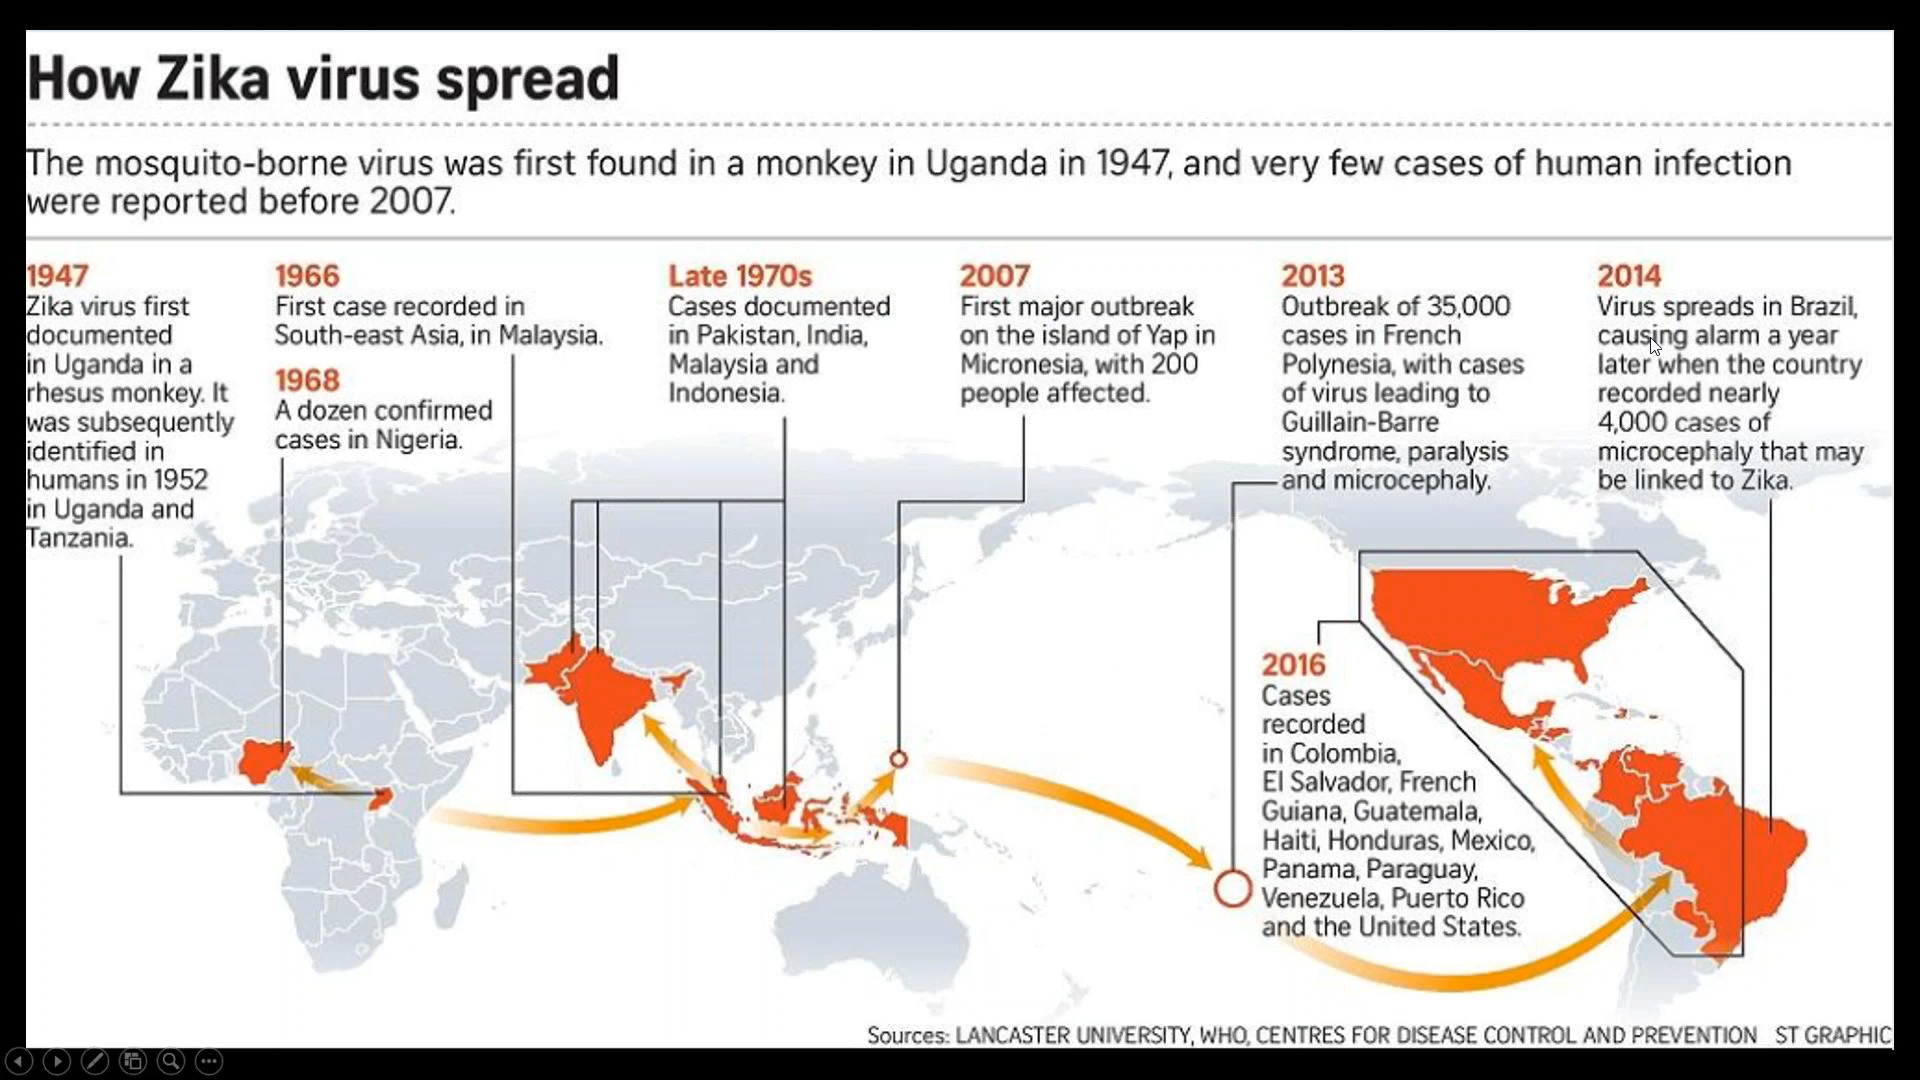 How Zika virus spread
The mosquito-borne virus was first found in a monkey in Uganda in 1947, and very few cases of human infection
were reported before 2007.
1947
Zika virus first
documented
in Uganda in a
rhesus monkey. It
was subsequently
identified in
humans in 1952
in Uganda and
Tanzania.
1966
First case recorded in
South-east Asia, in Malaysia.
1968
A dozen confirmed
cases in Nigeria.
Late 1970s
Cases documented
in Pakistan, India,
Malaysia and
Indonesia.
2007
First major outbreak
on the island of Yap in
Micronesia, with 200
people affected.
2013
Outbreak of 35,000
cases in French
Polynesia, with cases
of virus leading to
Guillain-Barre
syndrome, paralysis
and microcephaly.
2014
Virus spreads in Brazil,
causing alarm a year
later when the country
recorded nearly
4,000 cases of
microcephaly that may
be linked to Zika.
2016
Cases
recorded
in Colombia,
El Salvador, French
Guiana, Guatemala,
Haiti, Honduras, Mexico,
Panama, Paraguay,
Venezuela, Puerto Rico
and the United States.
Sources: LANCASTER UNIVERSITY, WHO, CENTRES FOR DISEASE CONTROL AND PREVENTION ST GRAPHIC